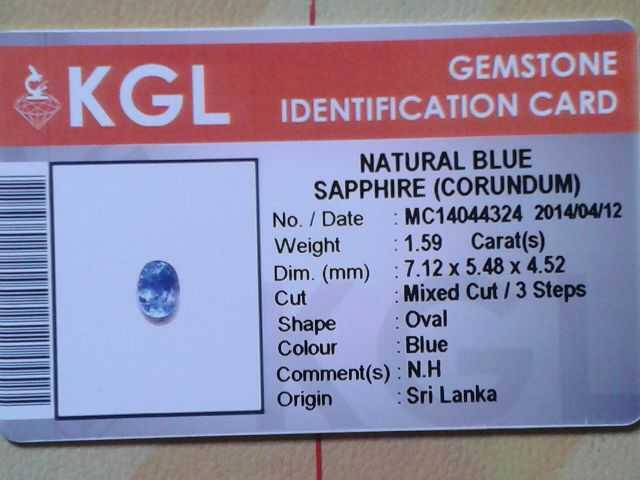 KGL
GEMSTONE
IDENTIFICATION CARD
NATURAL BLUE
SAPPHIRE (CORUNDUM)
No. / Date : MC14044324 2014/04/12
Weight : 1.59 Carat(s)
Dim. (mm) : 7.12 x 5.48 x 4.52
Cut : Mixed Cut / 3 Steps
Shape : Oval
Colour : Blue
Comment(s) : N.H
Origin : Sri Lanka